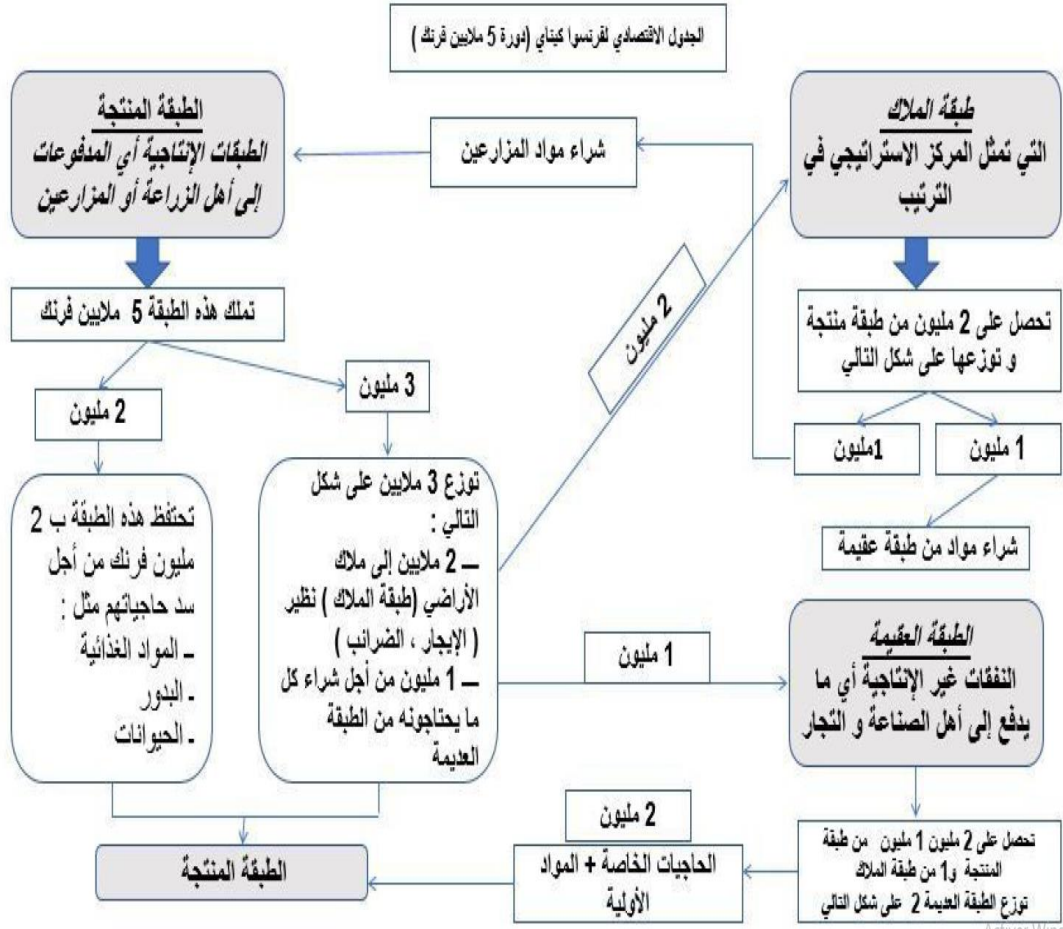 الجدول الاقتصادي لفرنسوا كيناي (دورة 5 ملايين فرنك )
طبقة الملاك
التي تمثل المركز الاستراتيجي في
الترتيب
شراء مواد المزارعين
الطبقة المنتجة
الطبقات الإنتاجية أي المدفوعات
إلى أهل الزراعة أو المزارعين
تحصل على 2 مليون من طبقة منتجة
و توزعها على شكل التالي
2 مليون
تملك هذه الطبقة 5 ملايين فرنك
1 مليون
1مليون
3 مليون
2 مليون
شراء مواد من طبقة عقيمة
توزع 3 ملايين على شكل
التالي :
ـ 2 ملايين إلى ملاك
الأراضي (طبقة الملاك ) نظير
( الإيجار ، الضرائب )
ـ 1 مليون من أجل شراء كل
ما يحتاجونه من الطبقة
العديمة
تحتفظ هذه الطبقة ب 2
مليون فرنك من أجل
سد حاجياتهم مثل :
ـ المواد الغذائية
ـ البدور
ـ الحيوانات
الطبقة العقيمة
النفقات غير الإنتاجية أي ما
يدفع إلى أهل الصناعة و التجار
1 مليون
تحصل على 2 مليون 1 مليون من طبقة
المنتجة و1 من طبقة الملاك
توزع الطبقة العديمة 2 على شكل التالي
2 مليون
الحاجيات الخاصة + المواد
الأولية
الطبقة المنتجة